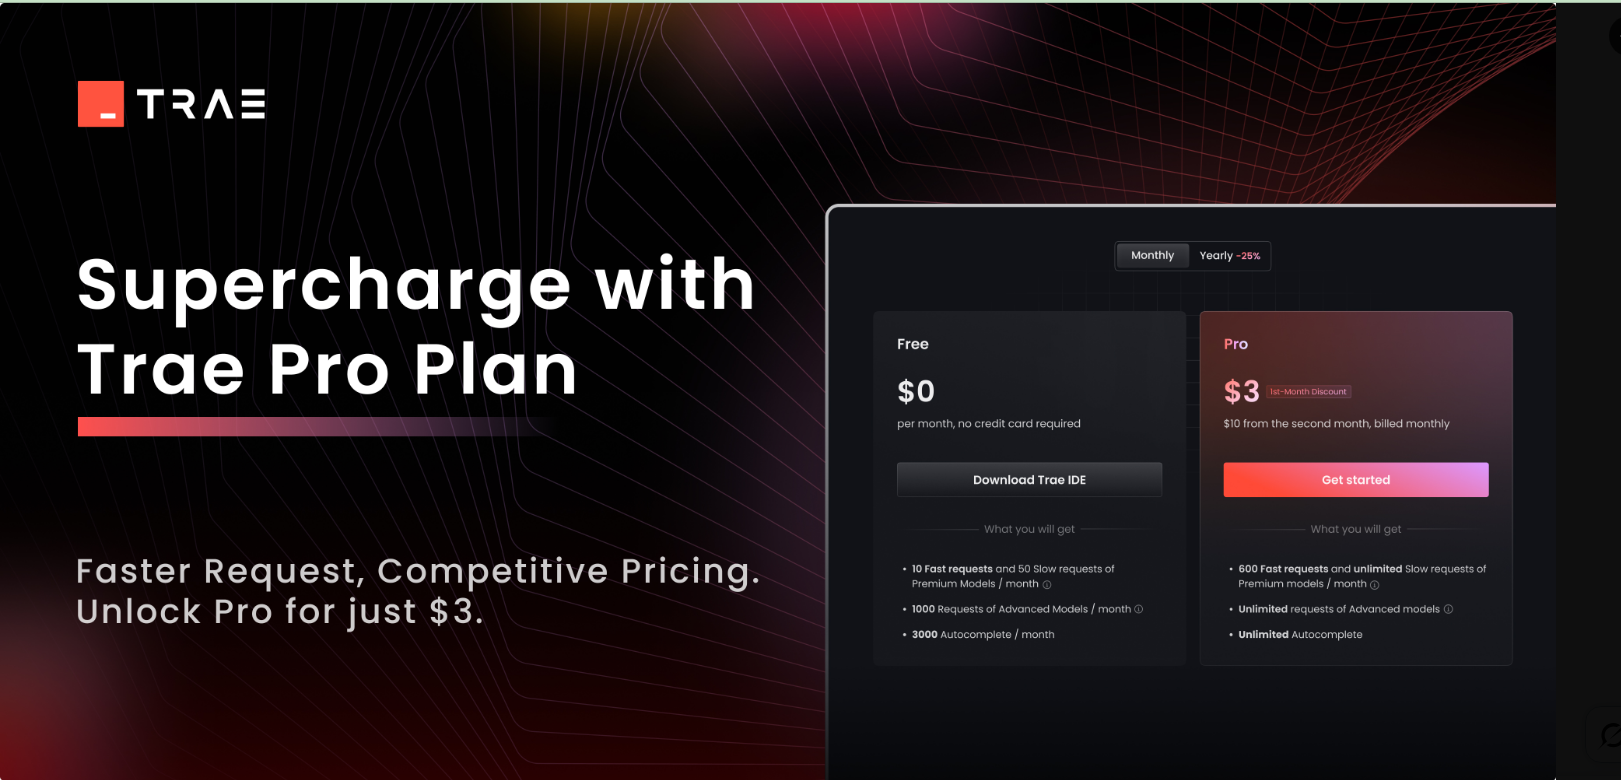 TRAE
Supercharge with
Trae Pro Plan
Faster Request, Competitive Pricing.
Unlock Pro for just $3.
Monthly
Yearly -25%
Free
$0
per month, no credit card required
Download Trae IDE
What you will get
• 10 Fast requests and 50 Slow requests of
Premium Models / month
• 1000 Requests of Advanced Models / month
• 3000 Autocomplete / month
Pro
$3 1st-Month Discount
$10 from the second month, billed monthly
Get started
What you will get
• 600 Fast requests and unlimited Slow requests of
Premium models / month
• Unlimited requests of Advanced models
• Unlimited Autocomplete